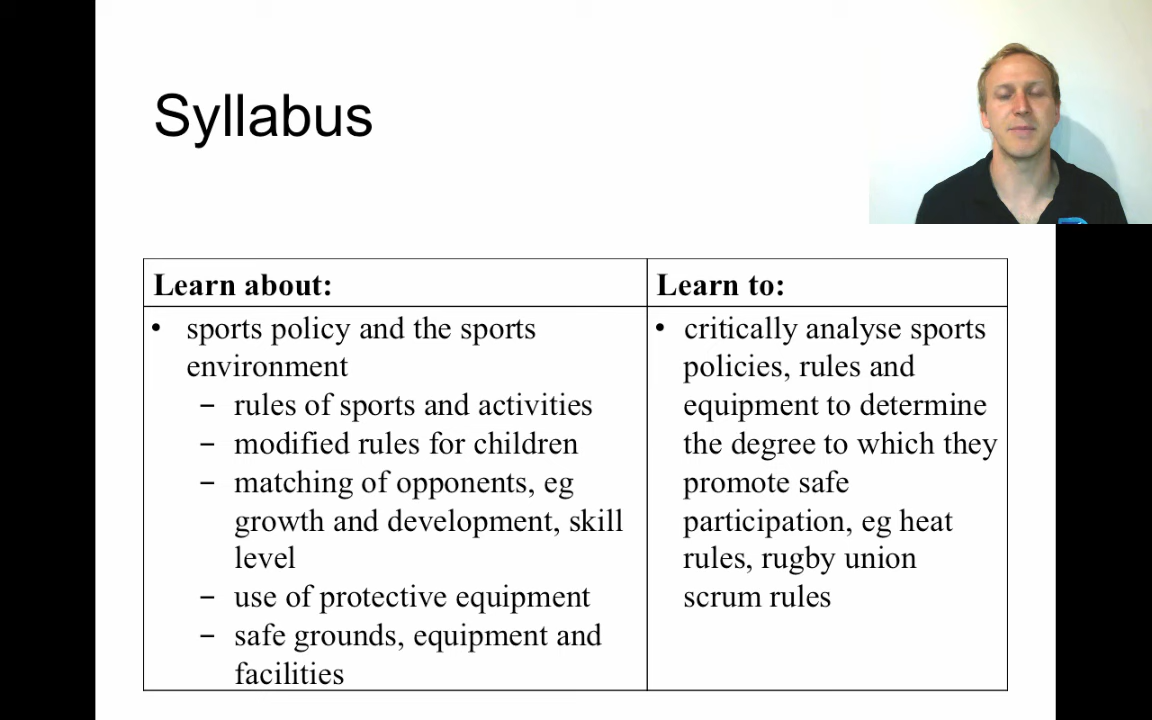 Syllabus
Learn about:
• sports policy and the sports
environment
– rules of sports and activities
– modified rules for children
– matching of opponents, eg
growth and development, skill
level
– use of protective equipment
– safe grounds, equipment and
facilities
Learn to:
• critically analyse sports
policies, rules and
equipment to determine
the degree to which they
promote safe
participation, eg heat
rules, rugby union
scrum rules